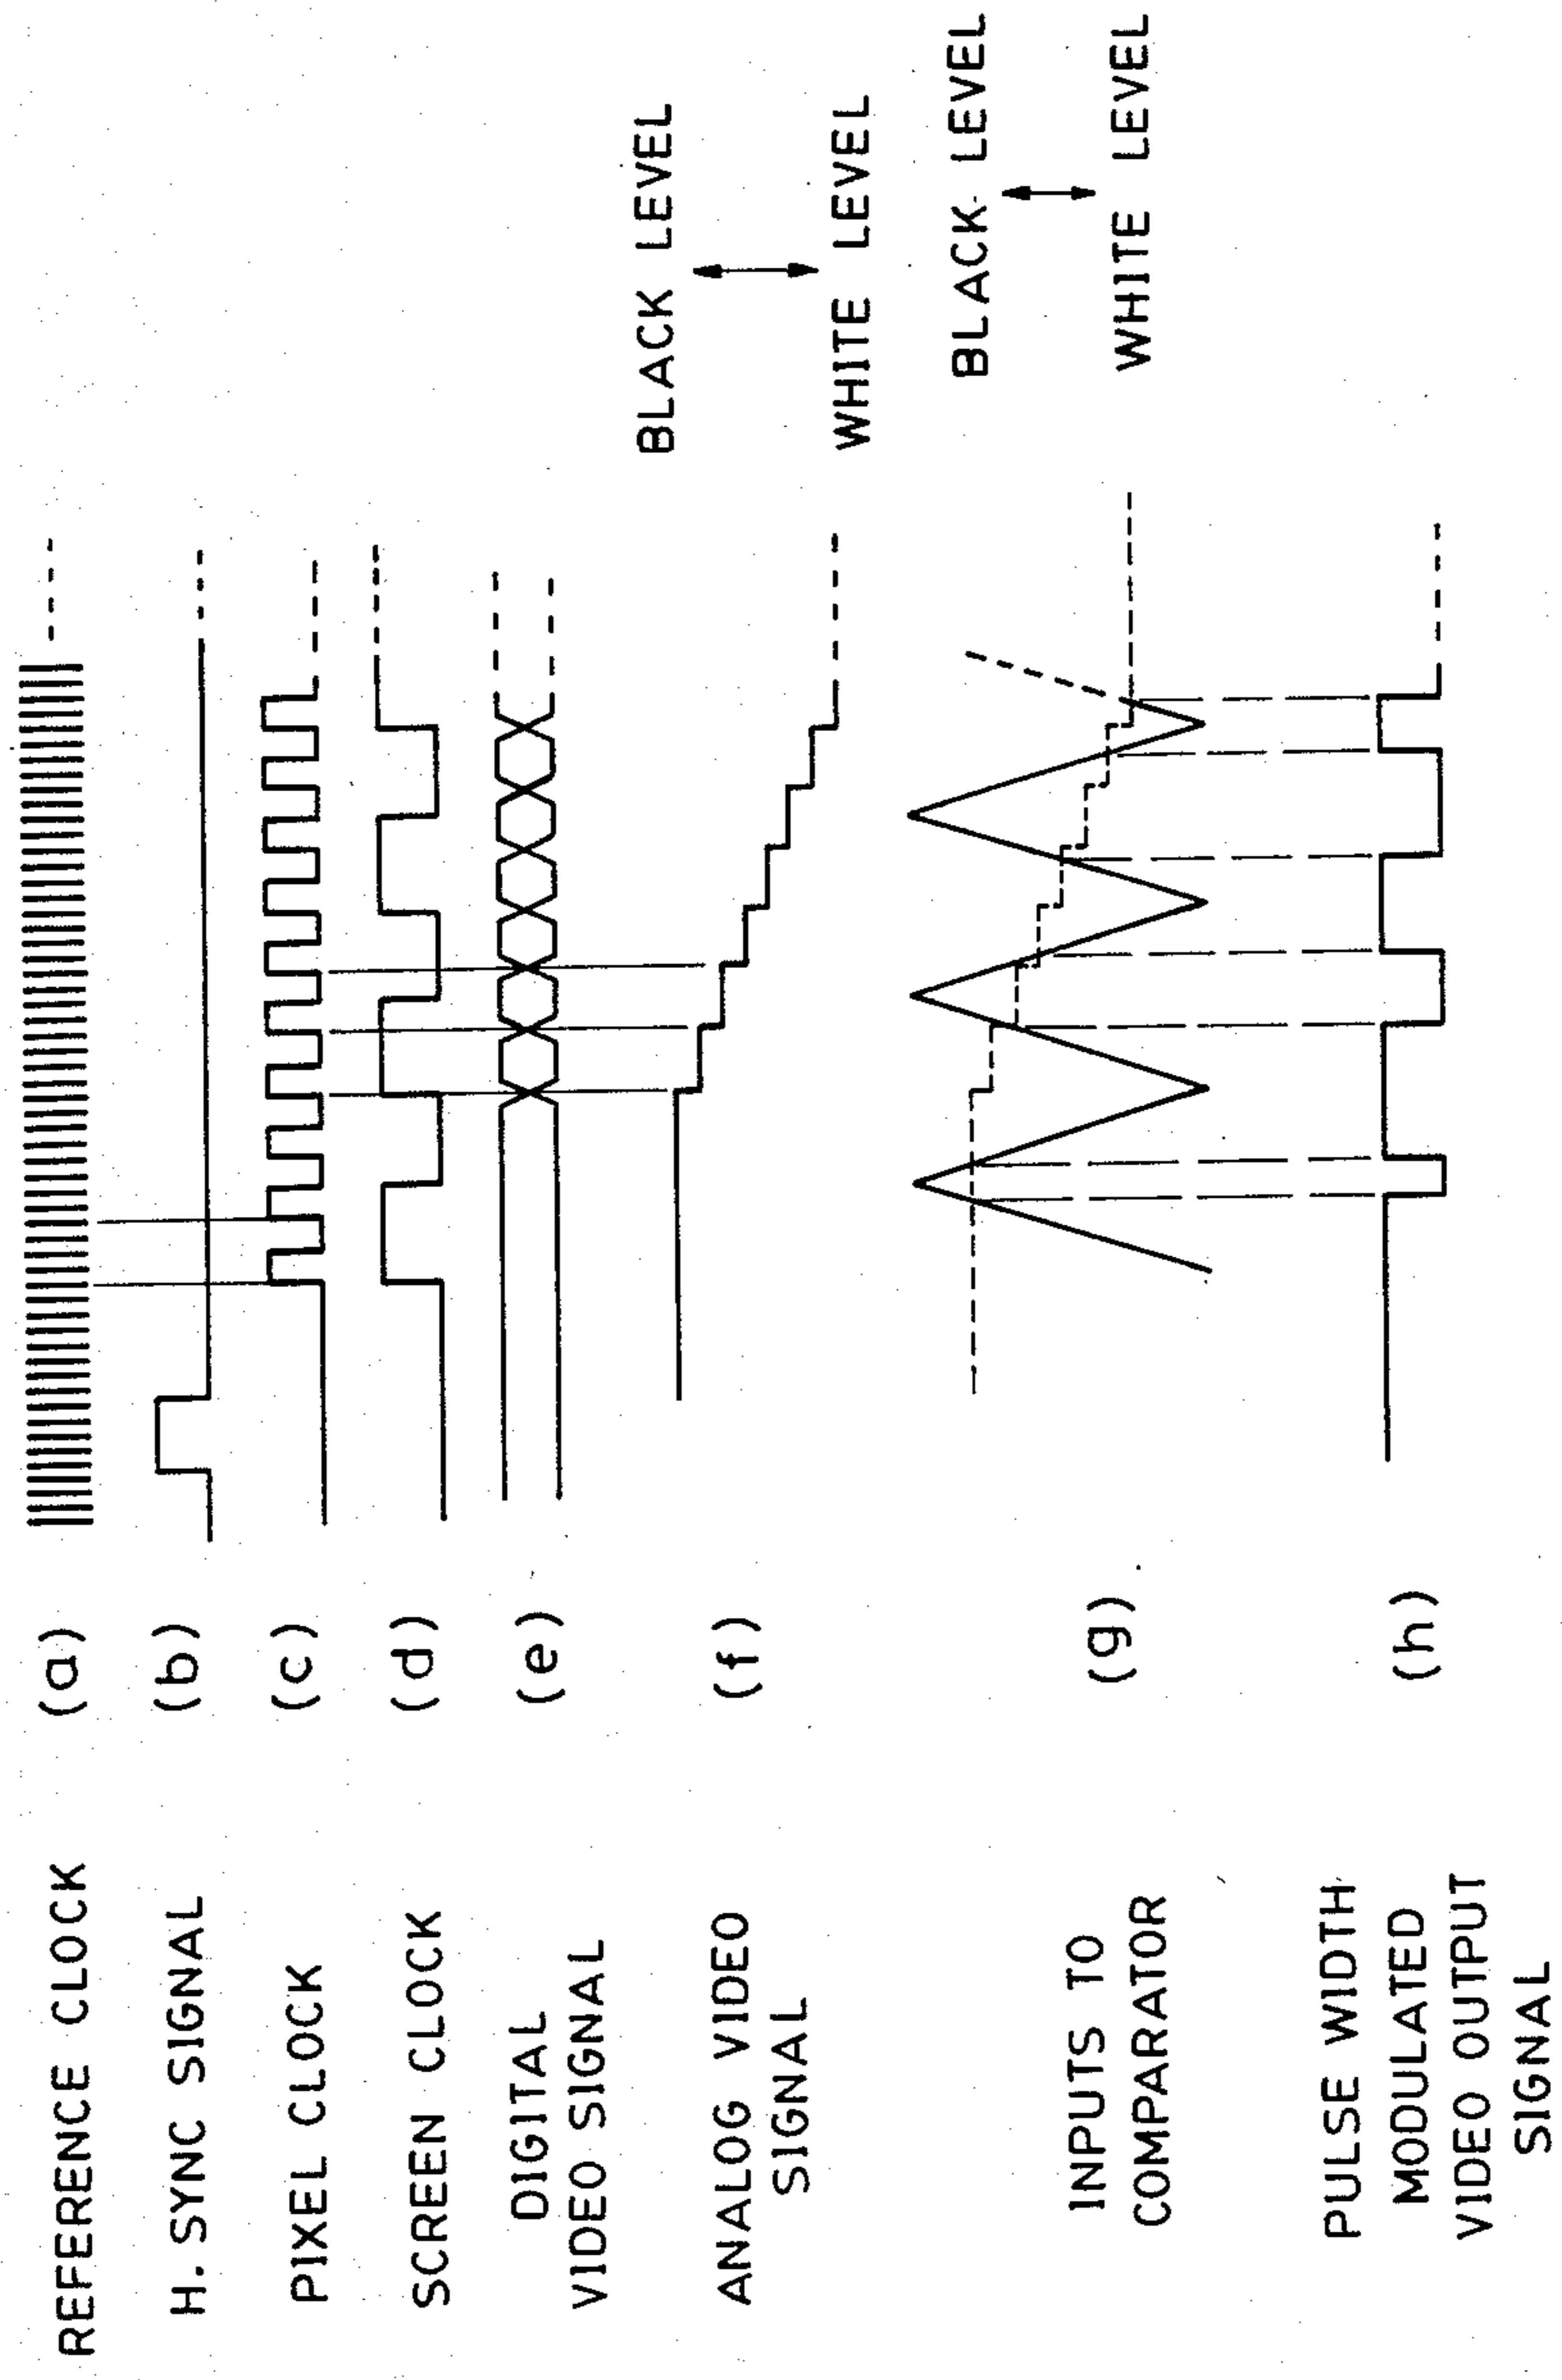 REFERENCE CLOCK (a)
H. SYNC SIGNAL (b)
PIXEL CLOCK (c)
SCREEN CLOCK (d)
DIGITAL
VIDEO SIGNAL (e)
ANALOG VIDEO
SIGNAL (f)
BLACK LEVEL
WHITE LEVEL
INPUTS TO
COMPARATOR (g)
BLACK LEVEL
WHITE LEVEL
PULSE WIDTH
MODULATED
VIDEO OUTPUT
SIGNAL (h)